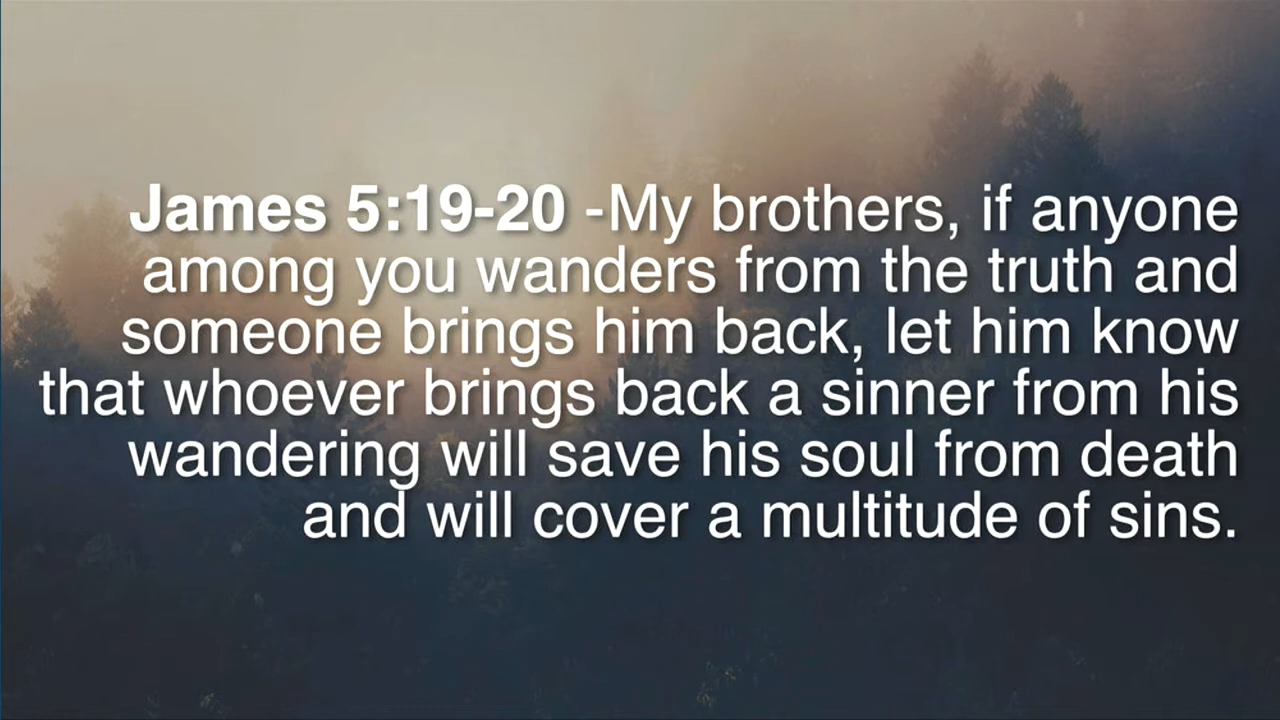 James 5:19-20 -My brothers, if anyone
among you wanders from the truth and
someone brings him back, let him know
that whoever brings back a sinner from his
wandering will save his soul from death
and will cover a multitude of sins.